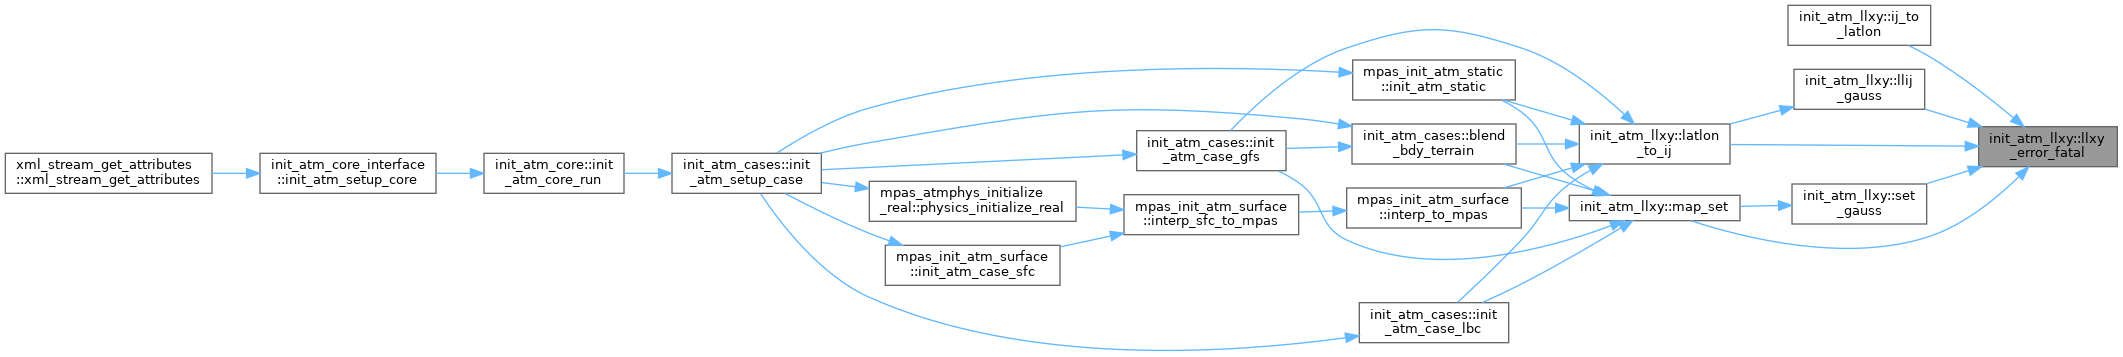 xml_stream_get_attributes
::xml_stream_get_attributes
init_atm_core_interface
::init_atm_setup_core
init_atm_core::init
_atm_core_run
init_atm_cases::init
_atm_setup_case
mpas_atmphys_initialize
_real::physics_initialize_real
mpas_init_atm_surface
::init_atm_case_sfc
init_atm_cases::init
_atm_case_gfs
mpas_init_atm_surface
::interp_sfc_to_mpas
mpas_init_atm_static
::init_atm_static
init_atm_cases::blend
_bdy_terrain
mpas_init_atm_surface
::interp_to_mpas
init_atm_cases::init
_atm_case_lbc
init_atm_llxy::latlon
_to_ij
init_atm_llxy::map_set
init_atm_llxy::ij_to
_latlon
init_atm_llxy::llij
_gauss
init_atm_llxy::set
_gauss
init_atm_llxy::llxy
_error_fatal